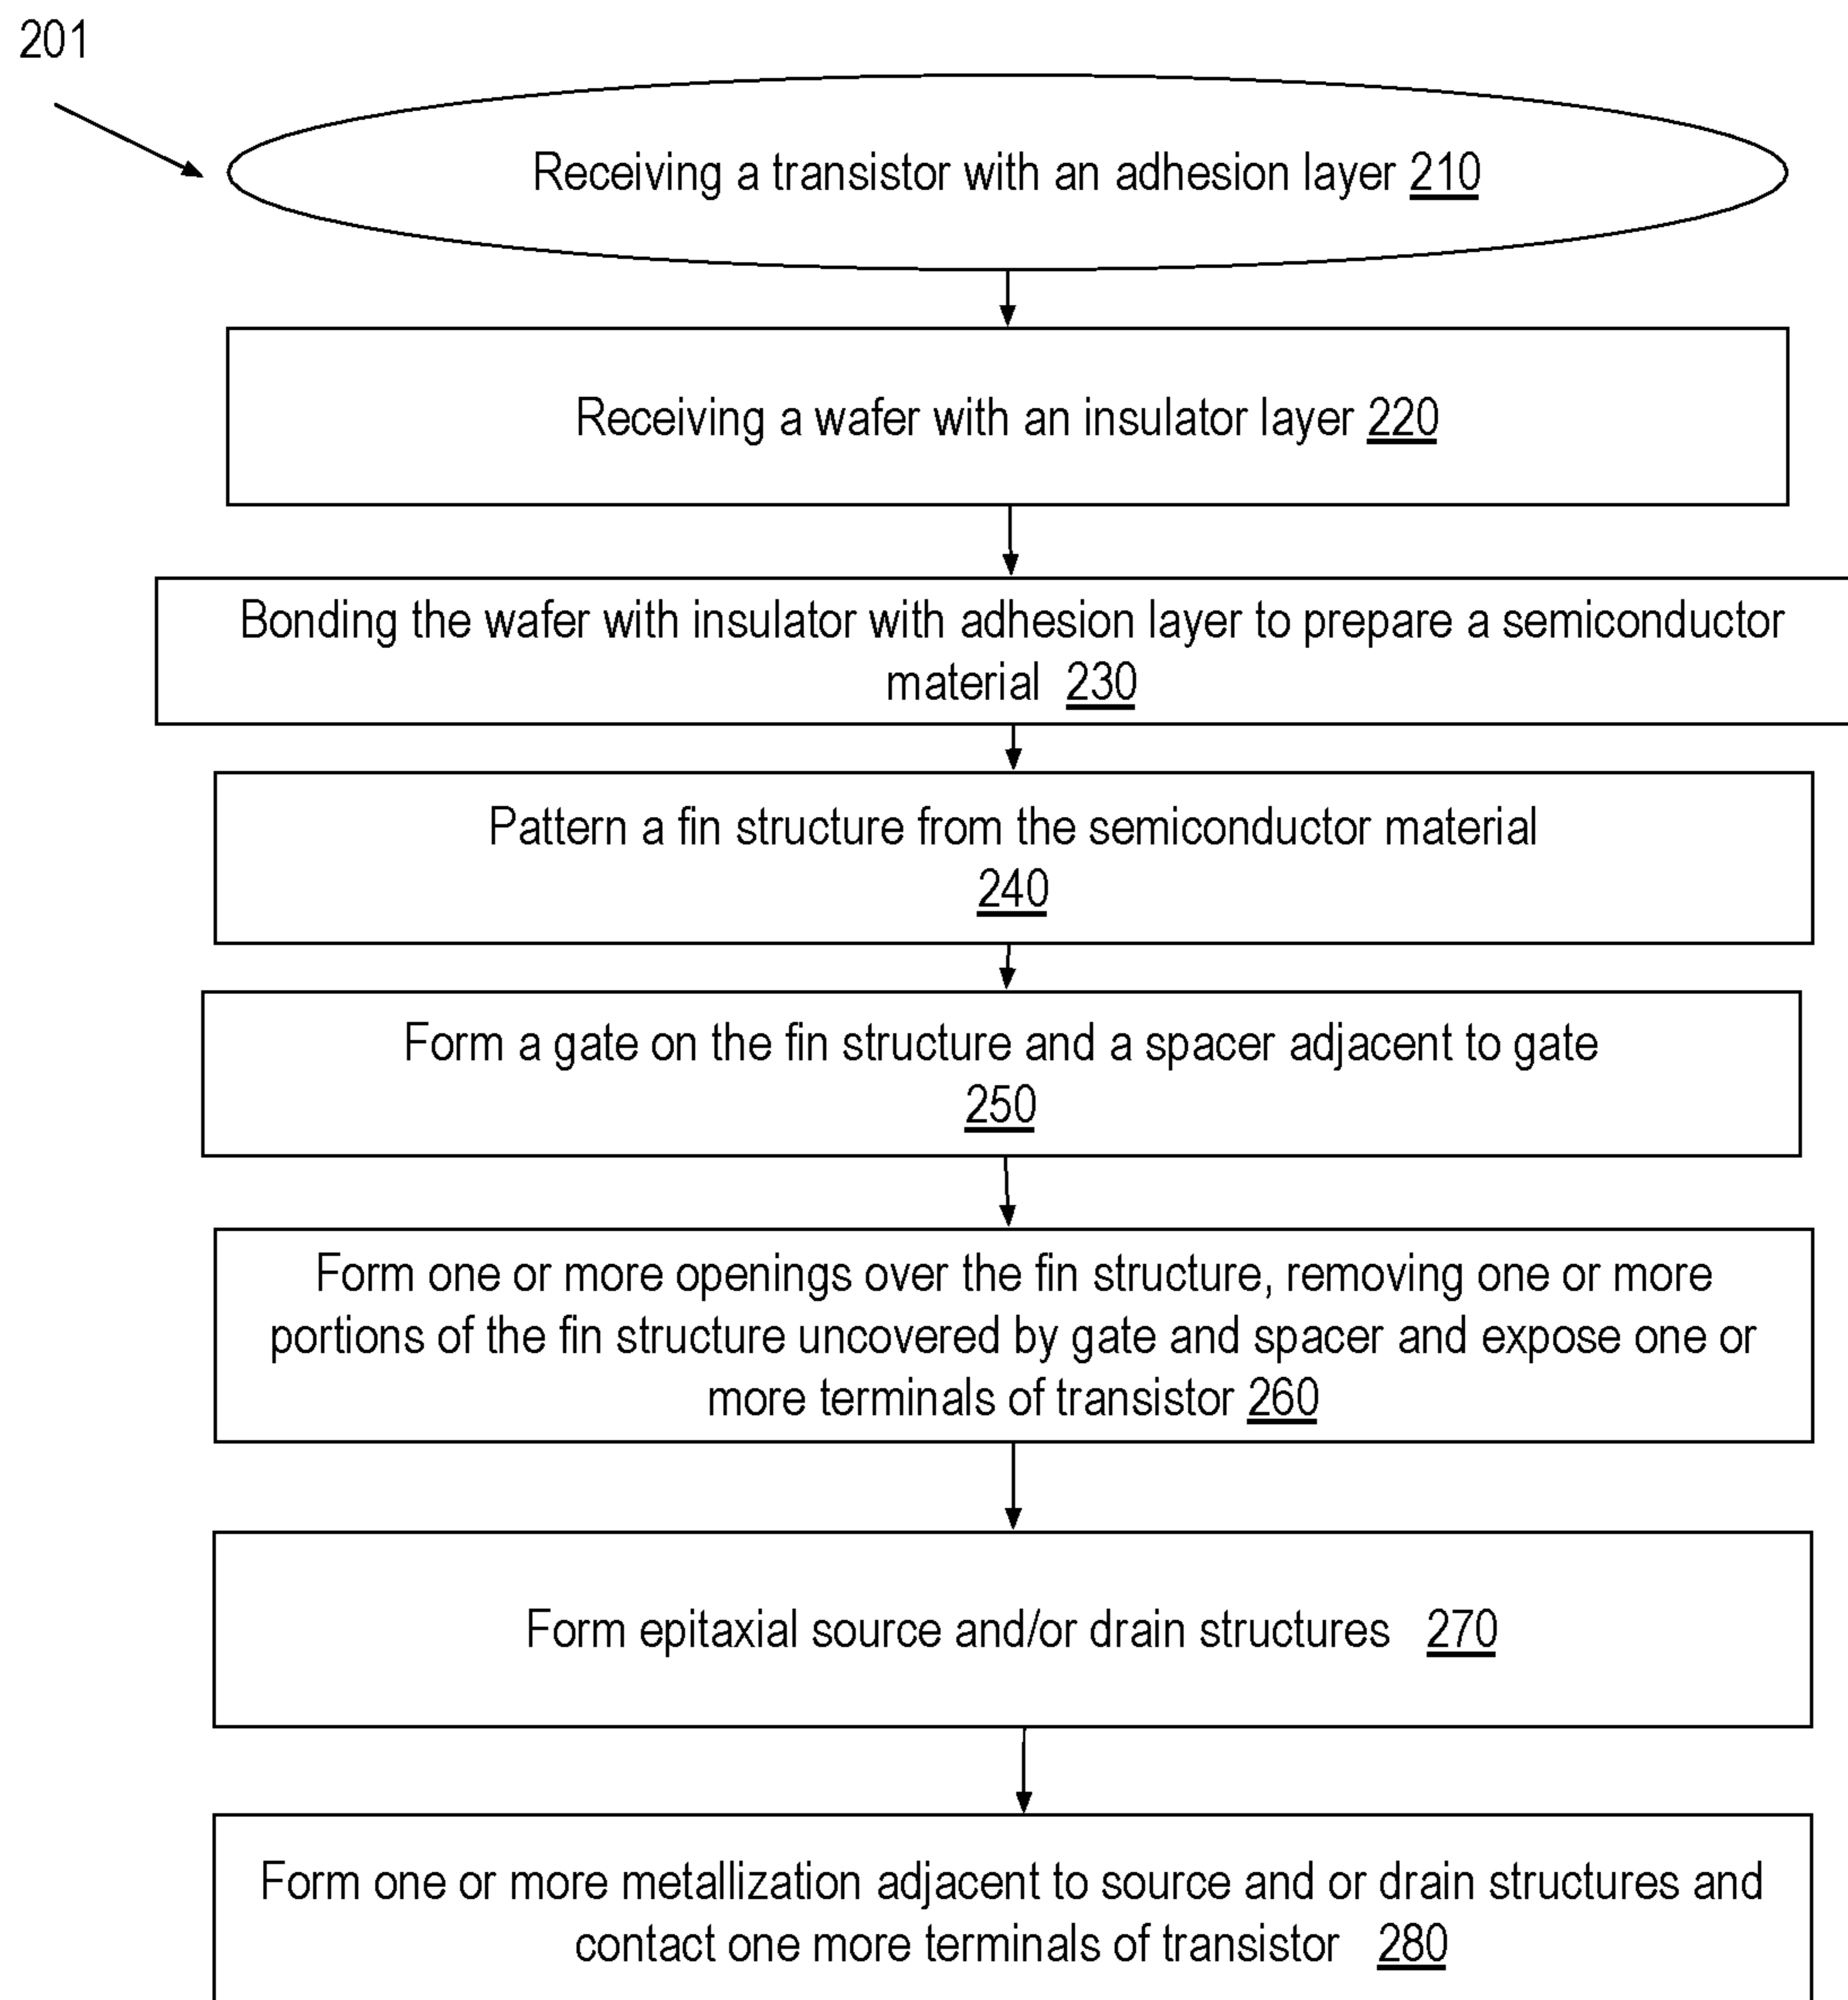 201
Receiving a transistor with an adhesion layer 210
Receiving a wafer with an insulator layer 220
Bonding the wafer with insulator with adhesion layer to prepare a semiconductor
material 230
Pattern a fin structure from the semiconductor material
240
Form a gate on the fin structure and a spacer adjacent to gate
250
Form one or more openings over the fin structure, removing one or more
portions of the fin structure uncovered by gate and spacer and expose one or
more terminals of transistor 260
Form epitaxial source and/or drain structures 270
Form one or more metallization adjacent to source and or drain structures and
contact one more terminals of transistor 280